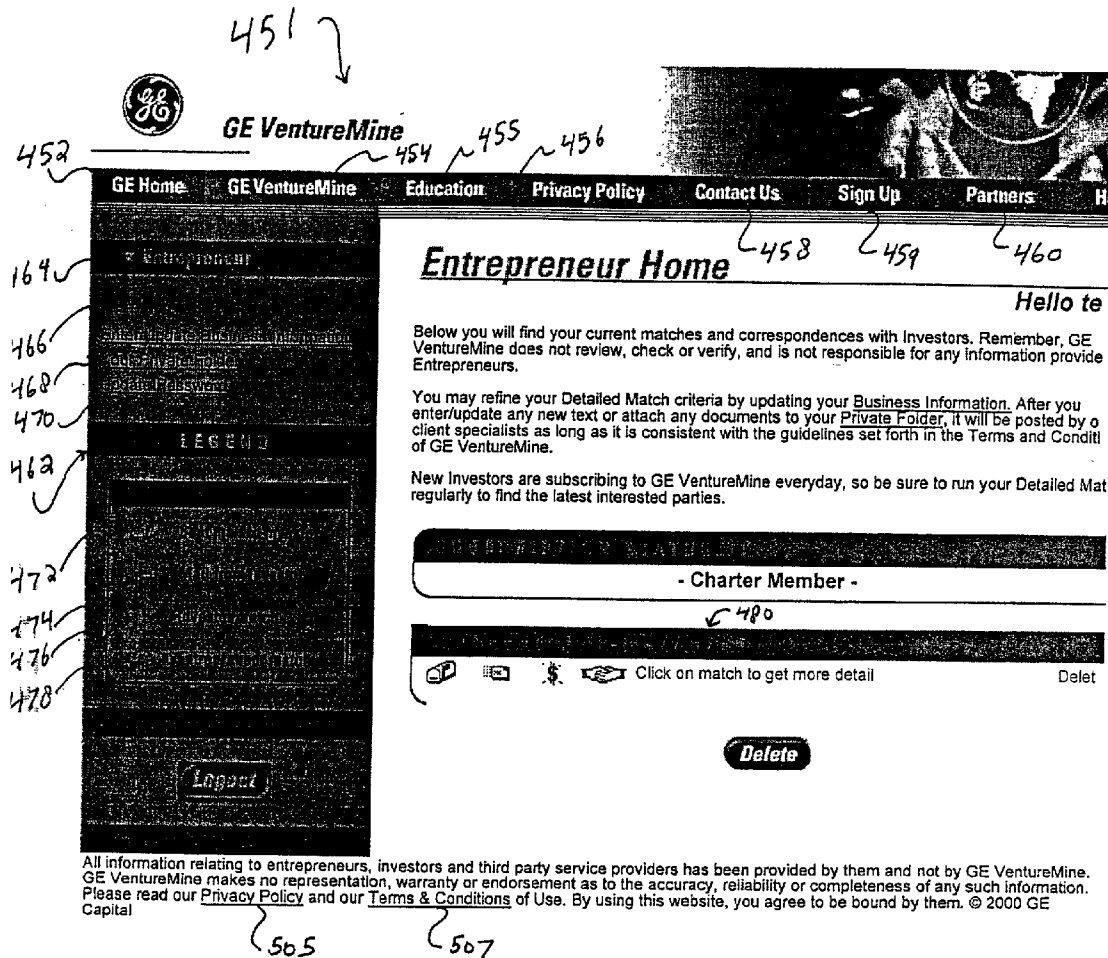 451
GE
GE VentureMine
452
454
455
456
GE Home GE VentureMine Education Privacy Policy Contact Us Sign Up Partners H
458
459
460
164
Entrepreneur
Entrepreneur Home
Hello te
Below you will find your current matches and correspondences with Investors. Remember, GE
VentureMine does not review, check or verify, and is not responsible for any information provide
Entrepreneurs.
466
468
470
You may refine your Detailed Match criteria by updating your Business Information. After you
enter/update any new text or attach any documents to your Private Folder, it will be posted by o
client specialists as long as it is consistent with the guidelines set forth in the Terms and Conditi
of GE VentureMine.
LEGEND
462
New Investors are subscribing to GE VentureMine everyday, so be sure to run your Detailed Mat
regularly to find the latest interested parties.
472
- Charter Member -
474
480
476
478
$ Click on match to get more detail Delet
Delete
Logout
All information relating to entrepreneurs, investors and third party service providers has been provided by them and not by GE VentureMine.
GE VentureMine makes no representation, warranty or endorsement as to the accuracy, reliability or completeness of any such information.
Please read our Privacy Policy and our Terms & Conditions of Use. By using this website, you agree to be bound by them. © 2000 GE
Capital
505
507